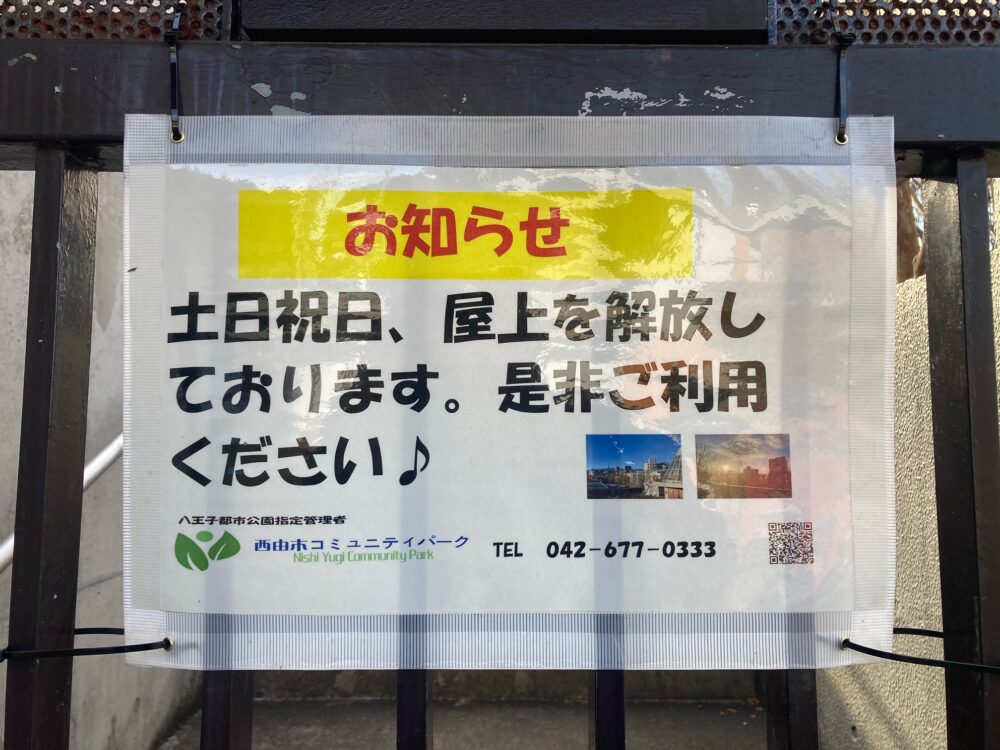 お知らせ
土日祝日、屋上を解放し
ております。是非ご利用
ください♪
八王子都市公園指定管理者
西由木コミュニティパーク
Nishi Yugi Community Park
TEL 042-677-0333